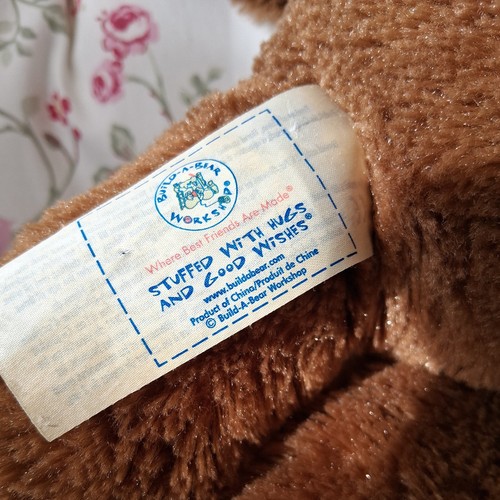 BUILD-A-BEAR
WORKSHOP®
Where Best Friends Are Made®
STUFFED WITH HUGS
AND GOOD WISHES®
www.buildabear.com
Product of China/Produit de Chine
© Build-A-Bear Workshop